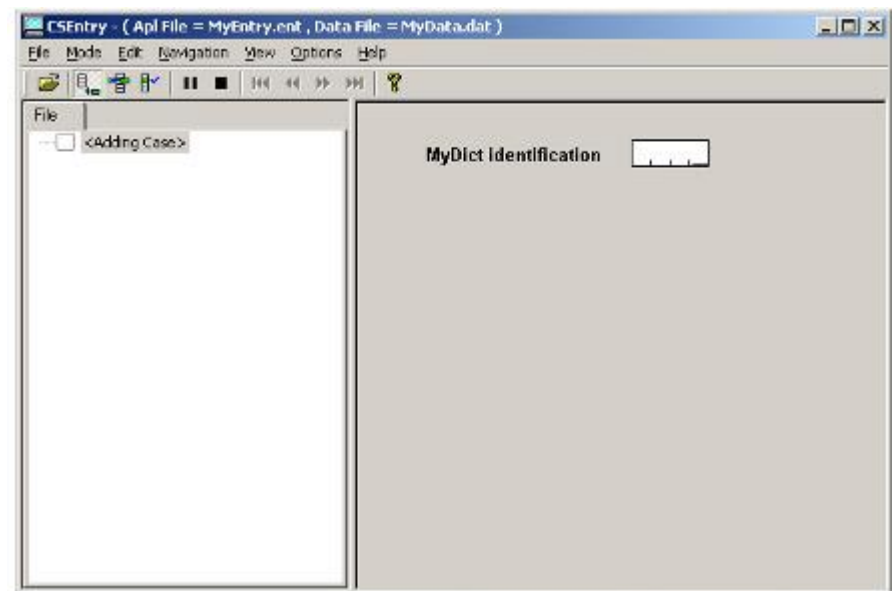 CSEntry - ( Apl File = MyEntry.ent , Data File = MyData.dat )
File Mode Edit Navigation View Options Help
File
<Adding Case>
MyDict identification